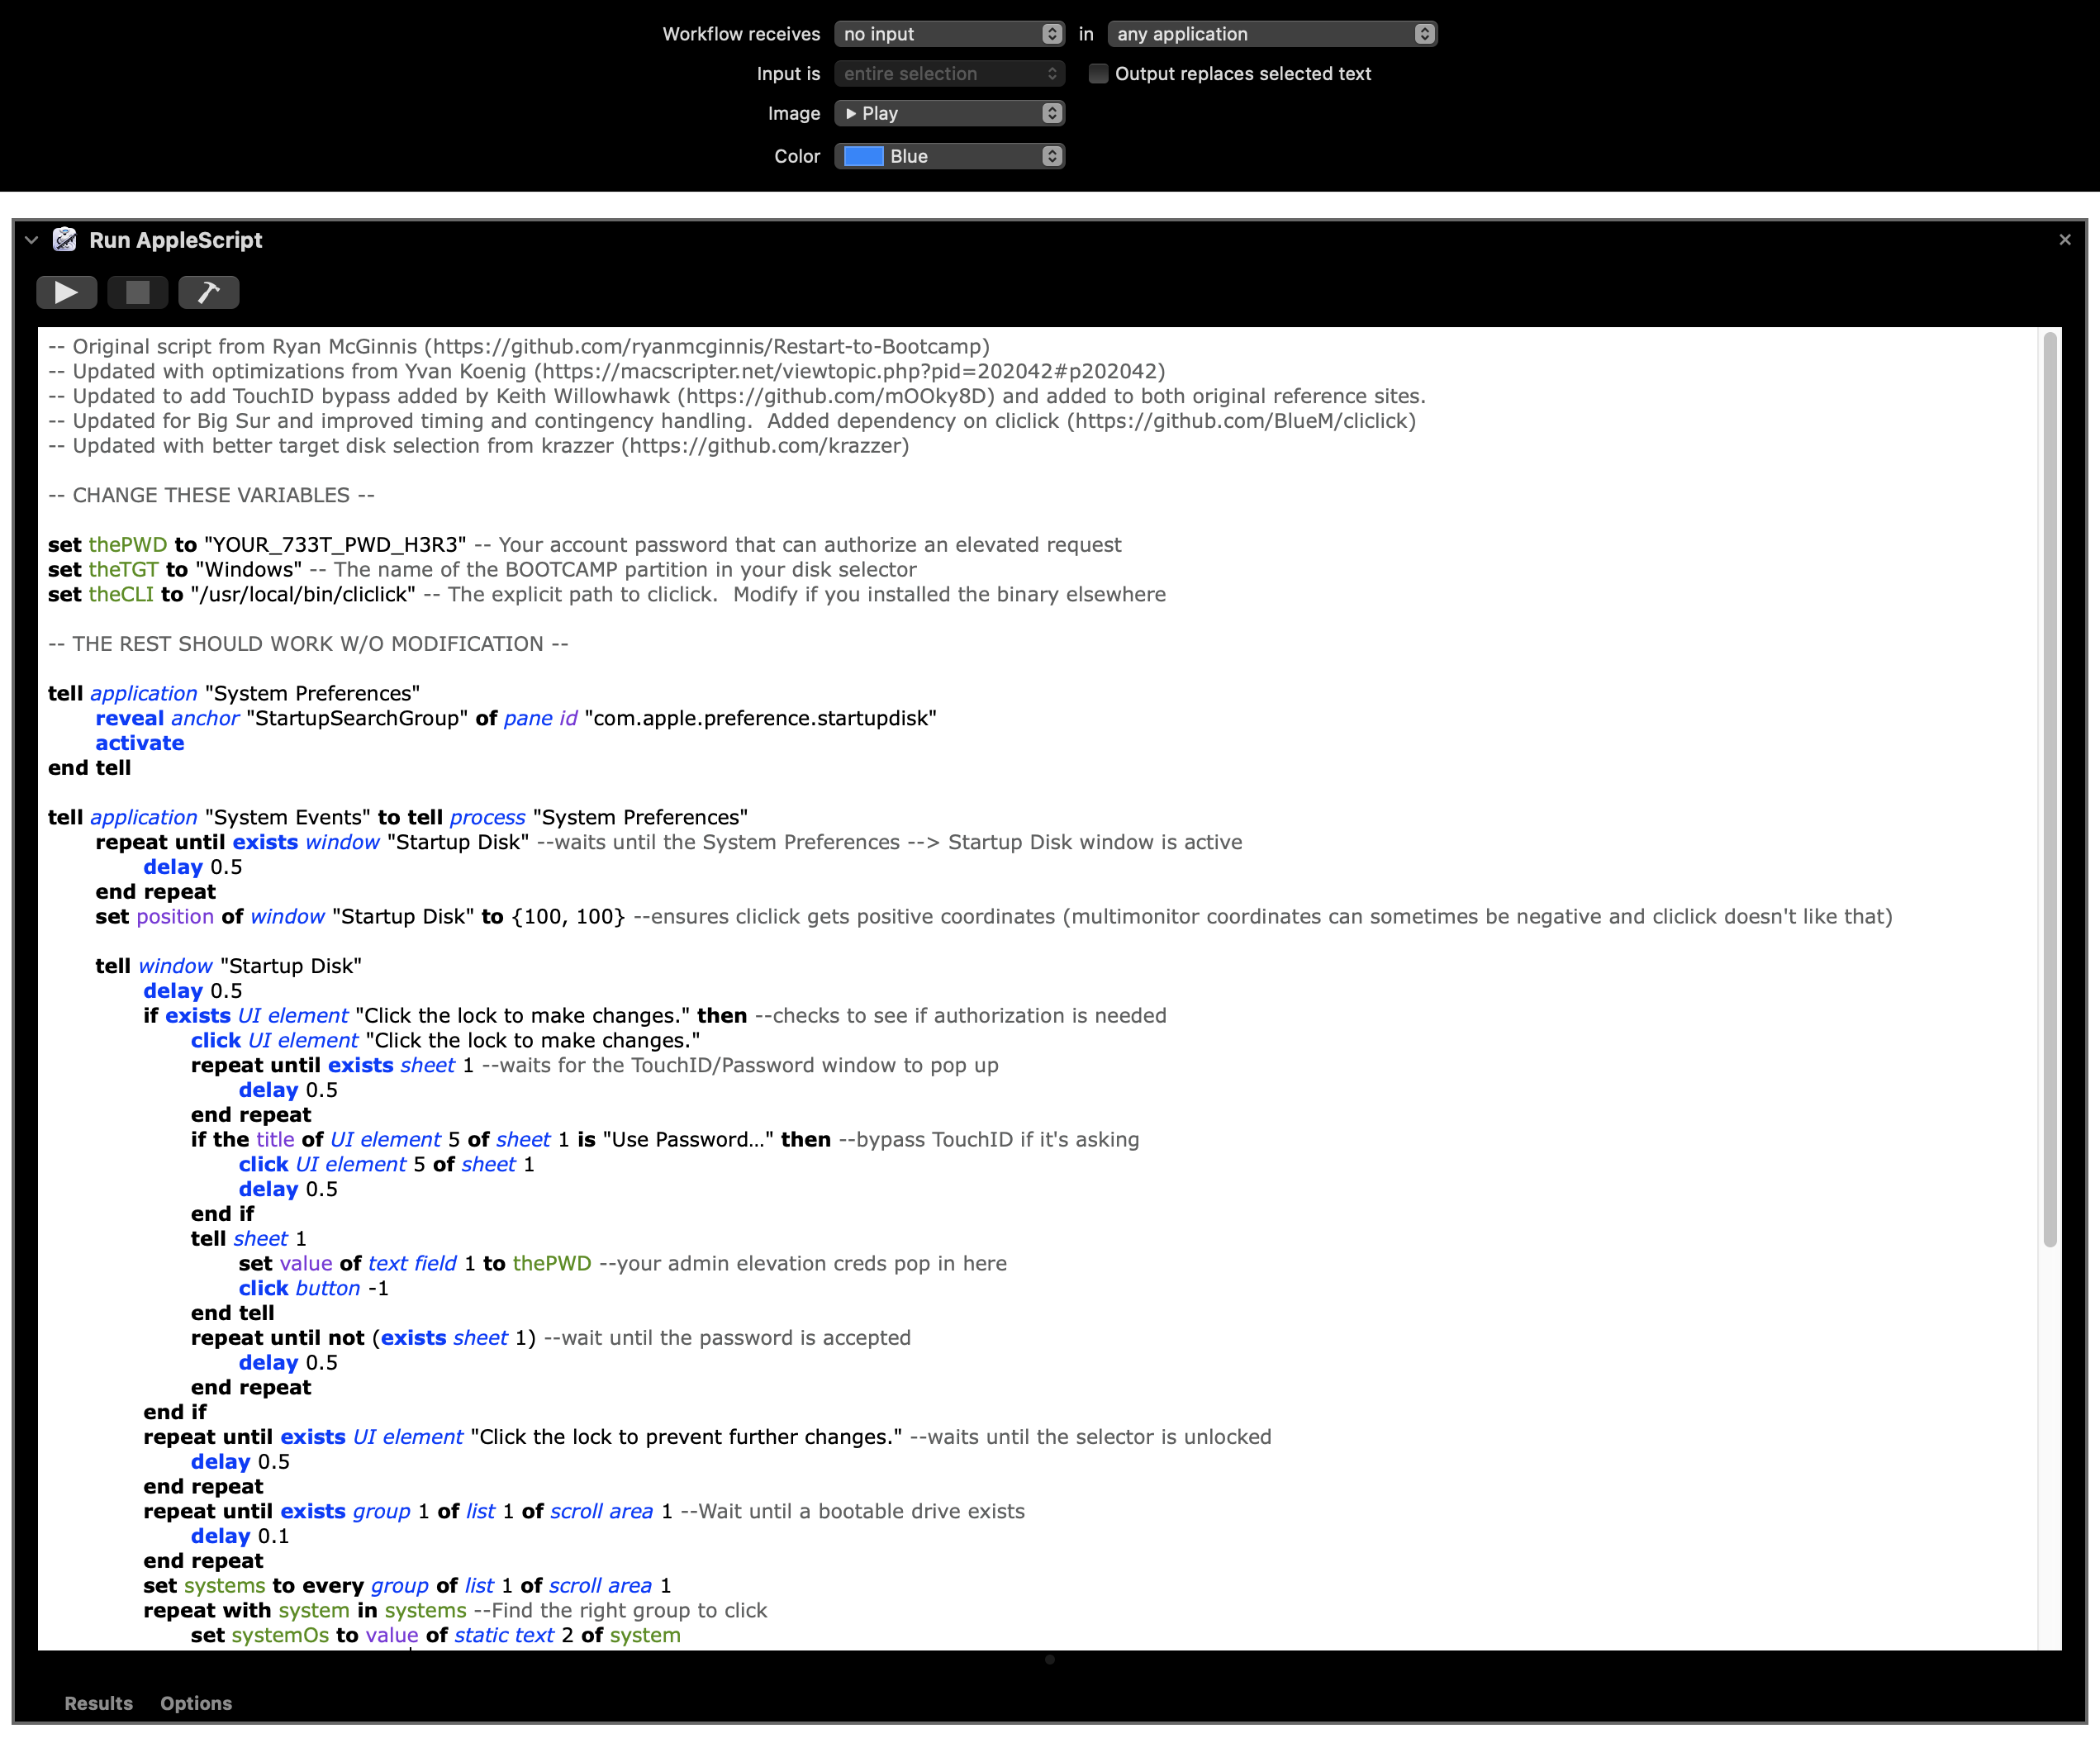 Workflow receives no input in any application
Input is entire selection Output replaces selected text
Image Play
Color Blue
Run AppleScript
-- Original script from Ryan McGinnis (https://github.com/ryanmcginnis/Restart-to-Bootcamp)
-- Updated with optimizations from Yvan Koenig (https://macscripter.net/viewtopic.php?pid=202042#p202042)
-- Updated to add TouchID bypass added by Keith Willowhawk (https://github.com/mOOky8D) and added to both original reference sites.
-- Updated for Big Sur and improved timing and contingency handling.  Added dependency on cliclick (https://github.com/BlueM/cliclick)
-- Updated with better target disk selection from krazzer (https://github.com/krazzer)
-- CHANGE THESE VARIABLES --
set thePWD to "YOUR_733T_PWD_H3R3" -- Your account password that can authorize an elevated request
set theTGT to "Windows" -- The name of the BOOTCAMP partition in your disk selector
set theCLI to "/usr/local/bin/cliclick" -- The explicit path to cliclick.  Modify if you installed the binary elsewhere
-- THE REST SHOULD WORK W/O MODIFICATION --
tell application "System Preferences"
reveal anchor "StartupSearchGroup" of pane id "com.apple.preference.startupdisk"
activate
end tell
tell application "System Events" to tell process "System Preferences"
repeat until exists window "Startup Disk" --waits until the System Preferences --> Startup Disk window is active
delay 0.5
end repeat
set position of window "Startup Disk" to {100, 100} --ensures cliclick gets positive coordinates (multimonitor coordinates can sometimes be negative and cliclick doesn't like that)
tell window "Startup Disk"
delay 0.5
if exists UI element "Click the lock to make changes." then --checks to see if authorization is needed
click UI element "Click the lock to make changes."
repeat until exists sheet 1 --waits for the TouchID/Password window to pop up
delay 0.5
end repeat
if the title of UI element 5 of sheet 1 is "Use Password…" then --bypass TouchID if it's asking
click UI element 5 of sheet 1
delay 0.5
end if
tell sheet 1
set value of text field 1 to thePWD --your admin elevation creds pop in here
click button -1
end tell
repeat until not (exists sheet 1) --wait until the password is accepted
delay 0.5
end repeat
end if
repeat until exists UI element "Click the lock to prevent further changes." --waits until the selector is unlocked
delay 0.5
end repeat
repeat until exists group 1 of list 1 of scroll area 1 --Wait until a bootable drive exists
delay 0.1
end repeat
set systems to every group of list 1 of scroll area 1
repeat with system in systems --Find the right group to click
set systemOs to value of static text 2 of system
Results Options